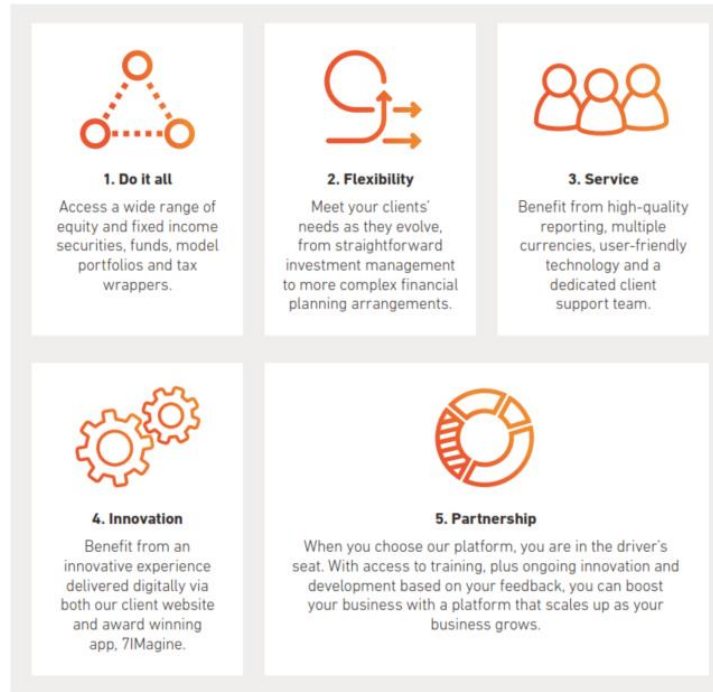 1. Do it all
Access a wide range of
equity and fixed income
securities, funds, model
portfolios and tax
wrappers.
2. Flexibility
Meet your clients’
needs as they evolve,
from straightforward
investment management
to more complex financial
planning arrangements.
3. Service
Benefit from high-quality
reporting, multiple
currencies, user-friendly
technology and a
dedicated client
support team.
4. Innovation
Benefit from an
innovative experience
delivered digitally via
both our client website
and award winning
app, 7IMagine.
5. Partnership
When you choose our platform, you are in the driver’s
seat. With access to training, plus ongoing innovation and
development based on your feedback, you can boost
your business with a platform that scales up as your
business grows.